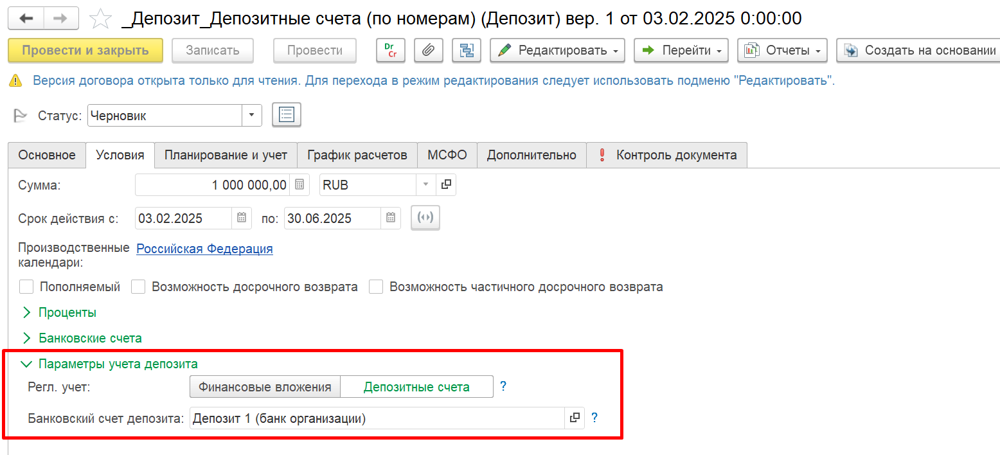 _Депозит_Депозитные счета (по номерам) (Депозит) вер. 1 от 03.02.2025 0:00:00
Провести и закрыть Записать Провести Dr Cr Редактировать Перейти Отчеты Создать на основании
Версия договора открыта только для чтения. Для перехода в режим редактирования следует использовать подменю "Редактировать".
Статус: Черновик
Основное Условия Планирование и учет График расчетов МСФО Дополнительно Контроль документа
Сумма: 1 000 000,00 RUB
Срок действия с: 03.02.2025 по: 30.06.2025
Производственные календари: Российская Федерация
Пополняемый Возможность досрочного возврата Возможность частичного досрочного возврата
Проценты
Банковские счета
Параметры учета депозита
Регл. учет: Финансовые вложения Депозитные счета ?
Банковский счет депозита: Депозит 1 (банк организации) ?